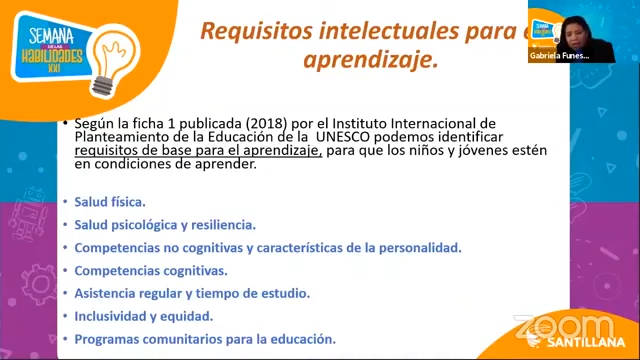 SEMANA
DE LAS
HABILIDADES
XXI
Requisitos intelectuales para e
aprendizaje.
Gabriela Funes...
• Según la ficha 1 publicada (2018) por el Instituto Internacional de
Planteamiento de la Educación de la UNESCO podemos identificar
requisitos de base para el aprendizaje, para que los niños y jóvenes estén
en condiciones de aprender.
• Salud física.
• Salud psicológica y resiliencia.
• Competencias no cognitivas y características de la personalidad.
• Competencias cognitivas.
• Asistencia regular y tiempo de estudio.
• Inclusividad y equidad.
• Programas comunitarios para la educación.
zoom
SANTILLANA